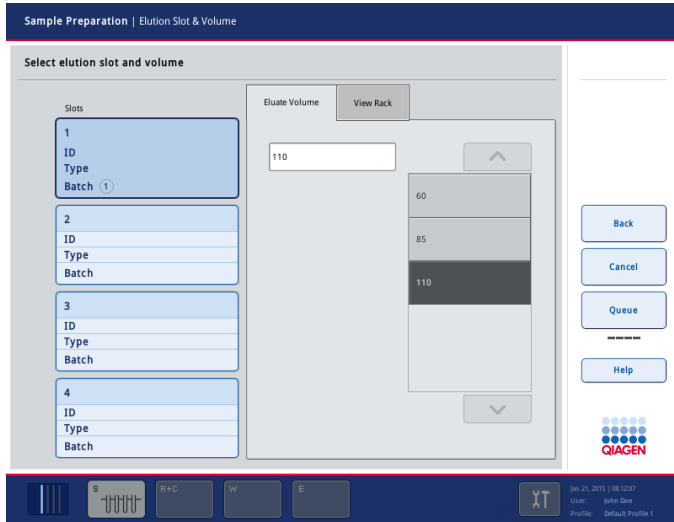 Sample Preparation | Elution Slot & Volume
Select elution slot and volume
Slots
1
ID
Type
Batch 1
2
ID
Type
Batch
3
ID
Type
Batch
4
ID
Type
Batch
Eluate Volume
View Rack
110
60
85
110
Back
Cancel
Queue
Help
QIAGEN
S
R+C
W
E
Jan 21, 2015 | 08:12:07
User: John Doe
Profile: Default Profile 1